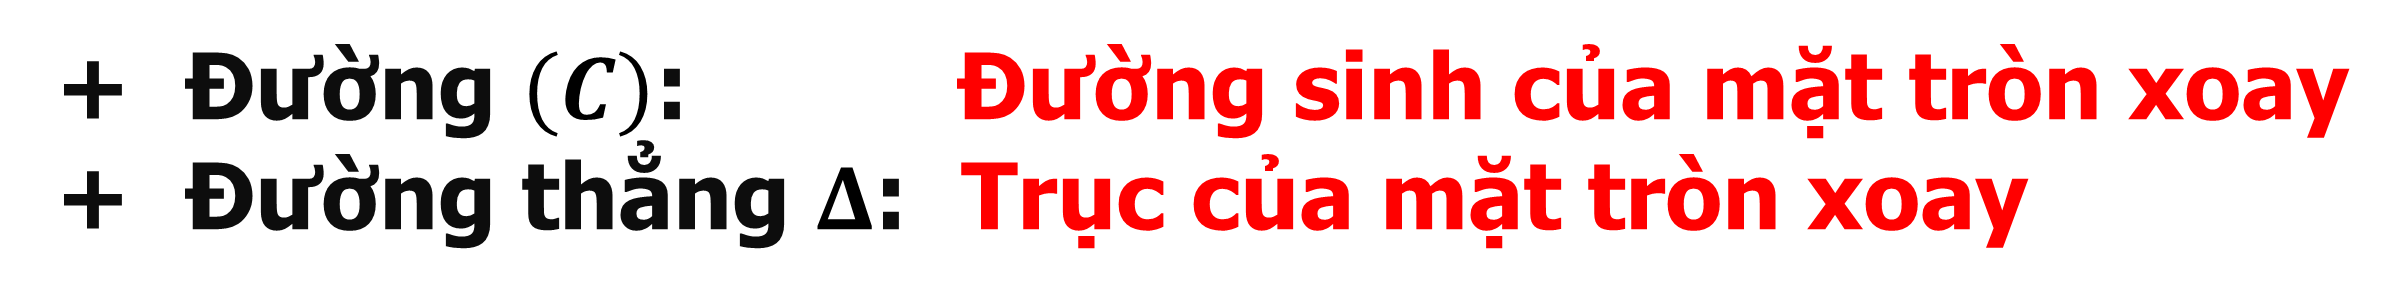 + Đường (C): Đường sinh của mặt tròn xoay
+ Đường thẳng Δ: Trục của mặt tròn xoay